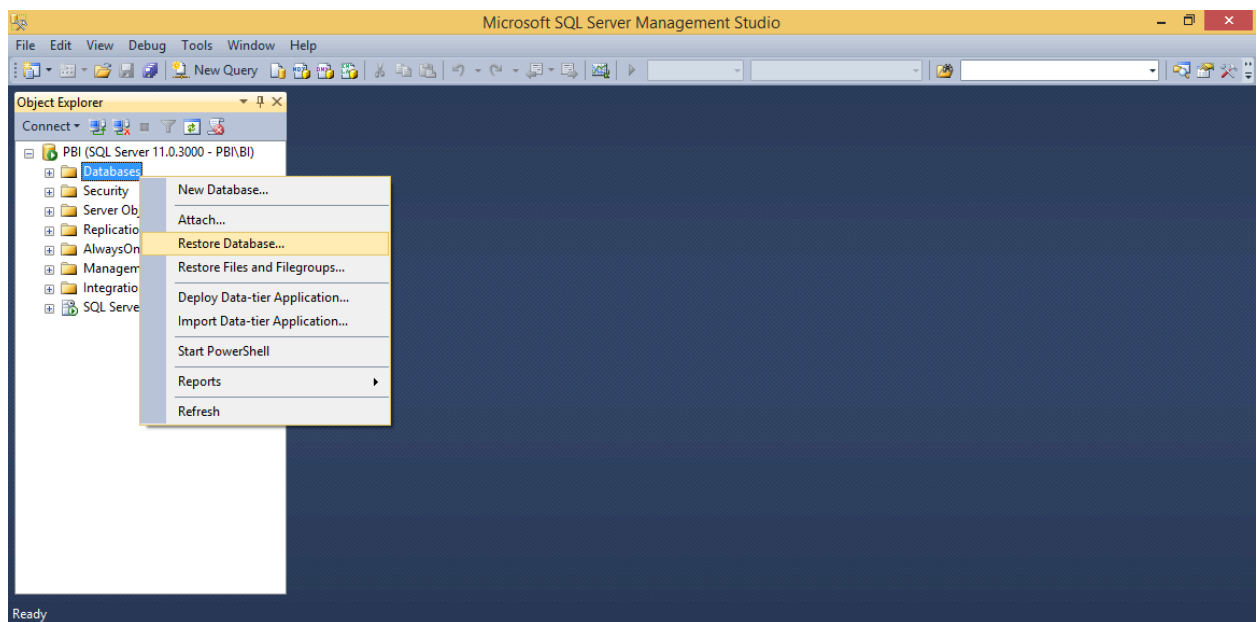 Microsoft SQL Server Management Studio
File Edit View Debug Tools Window Help
New Query
Object Explorer
Connect
PBI (SQL Server 11.0.3000 - PBI\BI)
Databases
Security
Server Obj
Replicatio
AlwaysOn
Managem
Integratio
SQL Serve
New Database...
Attach...
Restore Database...
Restore Files and Filegroups...
Deploy Data-tier Application...
Import Data-tier Application...
Start PowerShell
Reports
Refresh
Ready